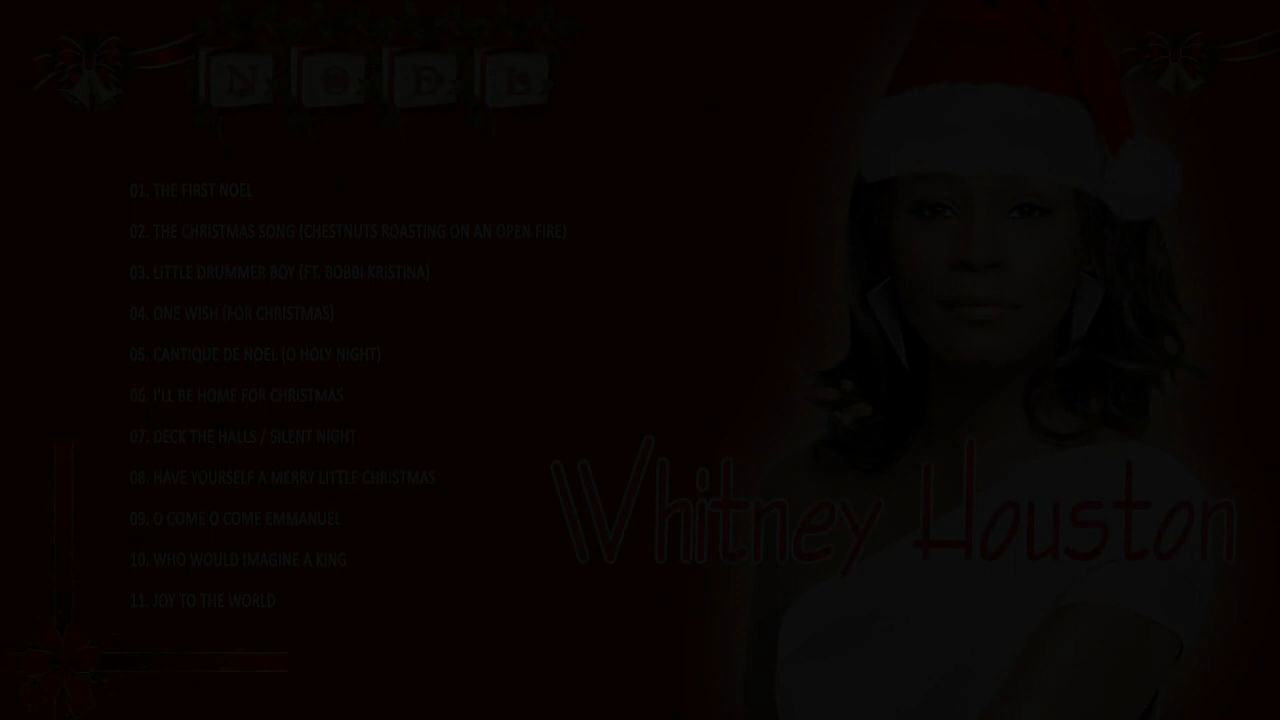 NOEL
01. THE FIRST NOEL
02. THE CHRISTMAS SONG (CHESTNUTS ROASTING ON AN OPEN FIRE)
03. LITTLE DRUMMER BOY (FT. BOBBI KRISTINA)
04. ONE WISH (FOR CHRISTMAS)
05. CANTIQUE DE NOEL (O HOLY NIGHT)
06. I'LL BE HOME FOR CHRISTMAS
07. DECK THE HALLS / SILENT NIGHT
08. HAVE YOURSELF A MERRY LITTLE CHRISTMAS
09. O COME O COME EMMANUEL
10. WHO WOULD IMAGINE A KING
11. JOY TO THE WORLD
Whitney Houston